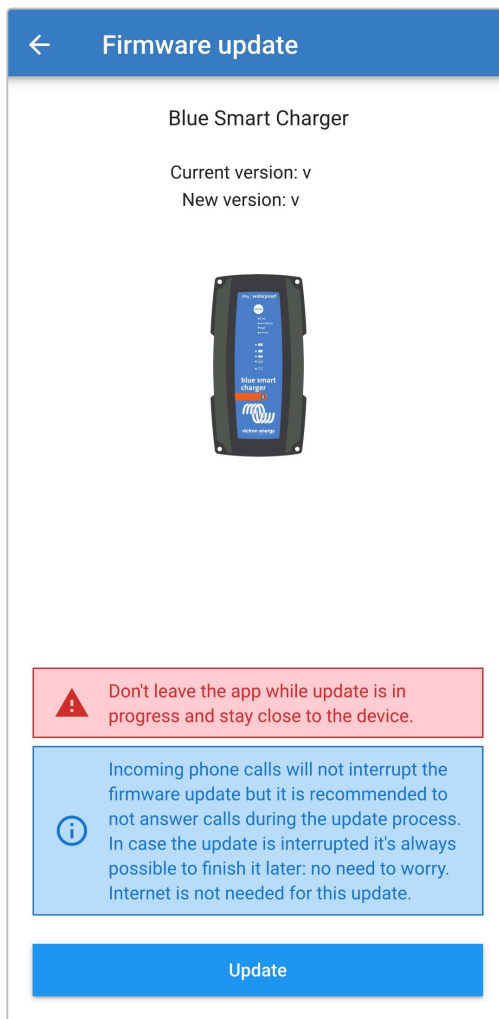 Firmware update
Blue Smart Charger
Current version: v
New version: v
waterproof
blue smart
charger
victron energy
Don't leave the app while update is in
progress and stay close to the device.
Incoming phone calls will not interrupt the
firmware update but it is recommended to
not answer calls during the update process.
In case the update is interrupted it's always
possible to finish it later: no need to worry.
Internet is not needed for this update.
Update